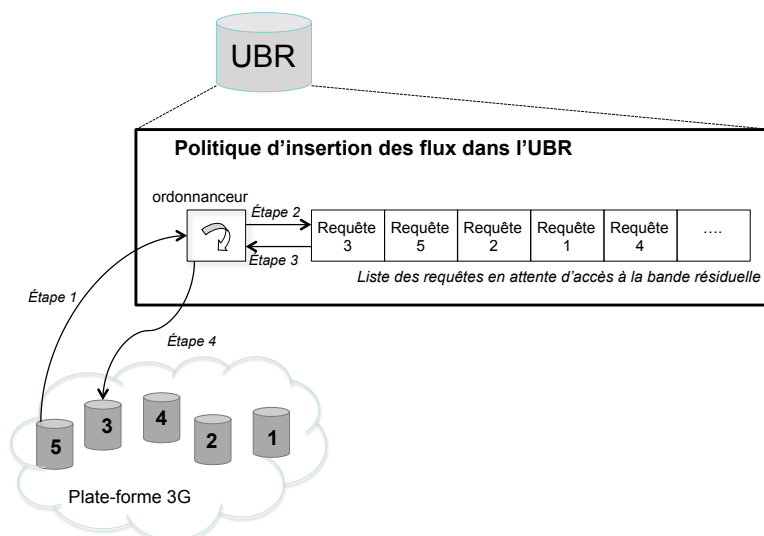 UBR
Politique d'insertion des flux dans l'UBR
ordonnanceur
Étape 2
Étape 3
Requête
3
Requête
5
Requête
2
Requête
1
Requête
4
....
Liste des requêtes en attente d'accès à la bande résiduelle
Étape 1
Étape 4
5
3
4
2
1
Plate-forme 3G